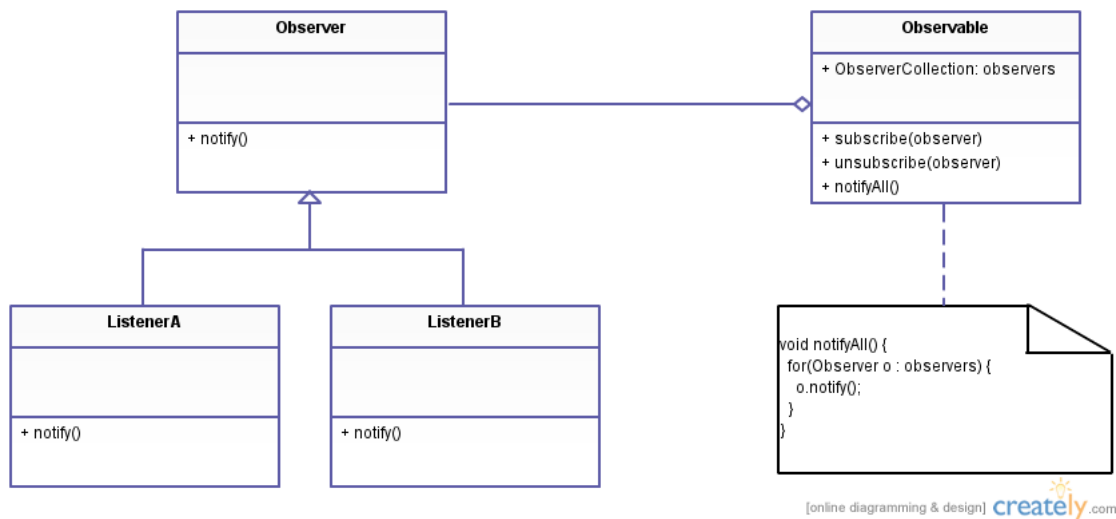 Observer
+ notify()
Observable
+ ObserverCollection: observers
+ subscribe(observer)
+ unsubscribe(observer)
+ notifyAll()
ListenerA
+ notify()
ListenerB
+ notify()
void notifyAll() {
for(Observer o : observers) {
o.notify();
}
}
[online diagramming & design] creately.com